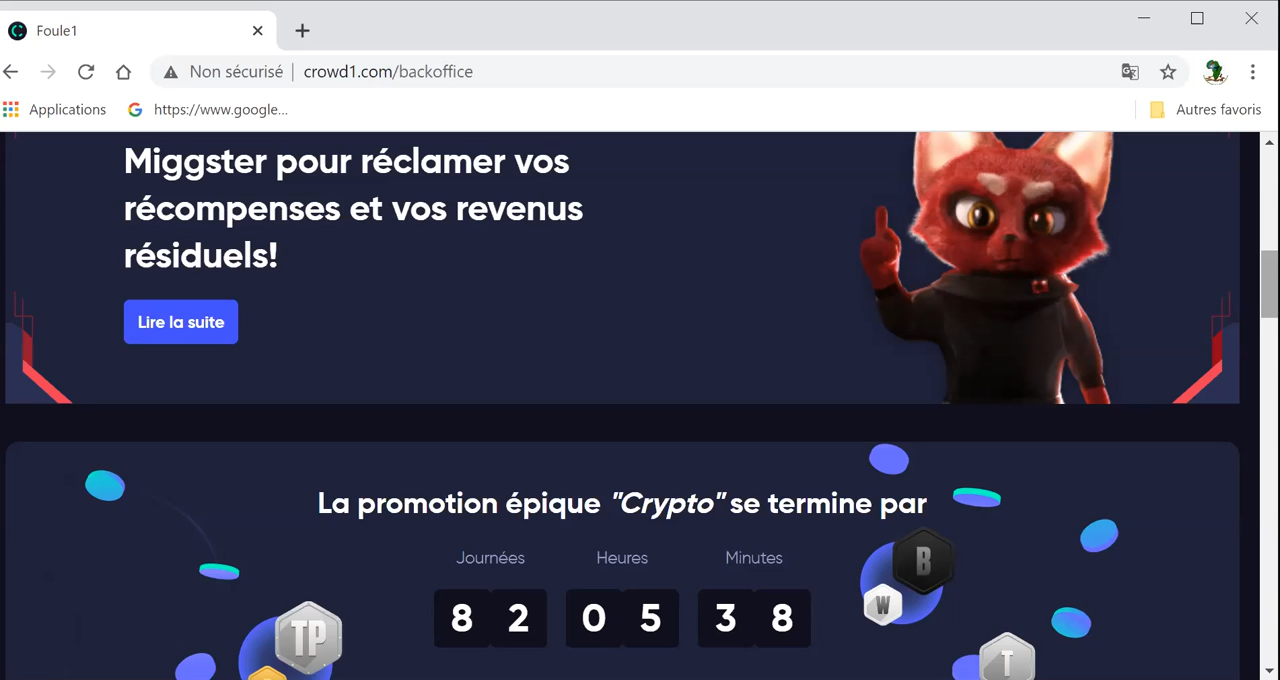 Foule1
Non sécurisé
crowd1.com/backoffice
Applications
https://www.google...
Autres favoris
Miggster pour réclamer vos
récompenses et vos revenus
résiduels!
Lire la suite
La promotion épique "Crypto" se termine par
Journées Heures Minutes
8 2 0 5 3 8
B
W
TP
T